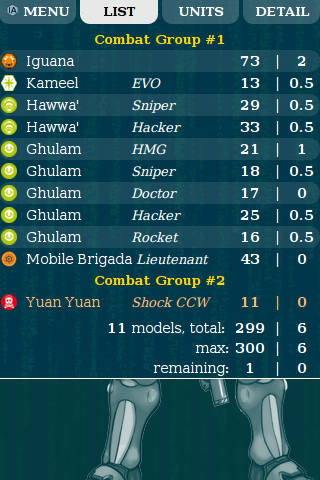 MENU LIST UNITS DETAIL
Combat Group #1
Iguana 73 | 2
Kameel EVO 13 | 0.5
Hawwa' Sniper 29 | 0.5
Hawwa' Hacker 33 | 0.5
Ghulam HMG 21 | 1
Ghulam Sniper 18 | 0.5
Ghulam Doctor 17 | 0
Ghulam Hacker 25 | 0.5
Ghulam Rocket 16 | 0.5
Mobile Brigada Lieutenant 43 | 0
Combat Group #2
Yuan Yuan Shock CCW 11 | 0
11 models, total: 299 | 6
max: 300 | 6
remaining: 1 | 0